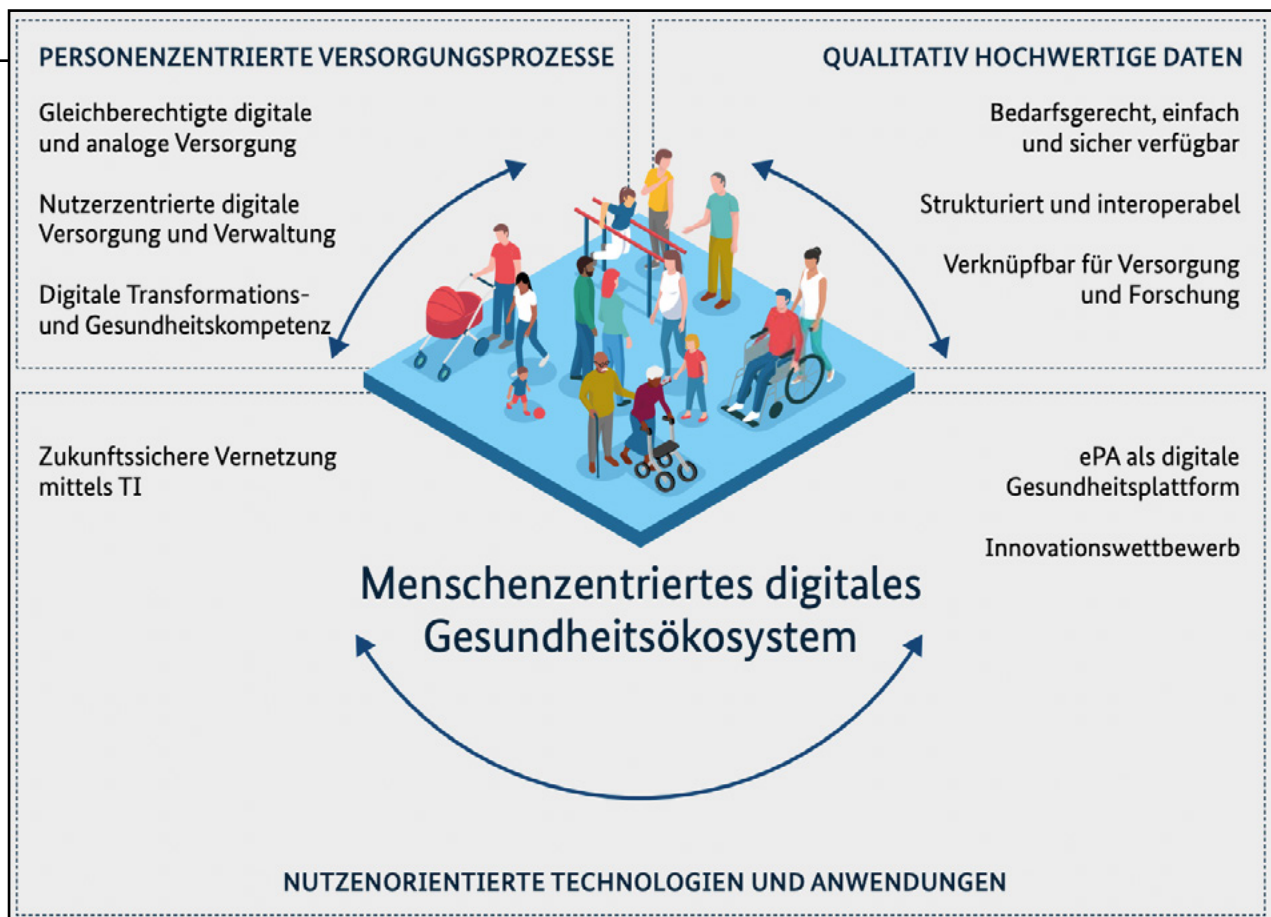 PERSONENZENTRIERTE VERSORGUNGSPROZESSE
Gleichberechtigte digitale
und analoge Versorgung
Nutzerzentrierte digitale
Versorgung und Verwaltung
Digitale Transformations-
und Gesundheitskompetenz
QUALITATIV HOCHWERTIGE DATEN
Bedarfsgerecht, einfach
und sicher verfügbar
Strukturiert und interoperabel
Verknüpfbar für Versorgung
und Forschung
Zukunftssichere Vernetzung
mittels TI
ePA als digitale
Gesundheitsplattform
Innovationswettbewerb
Menschenzentriertes digitales
Gesundheitsökosystem
NUTZENORIENTIERTE TECHNOLOGIEN UND ANWENDUNGEN